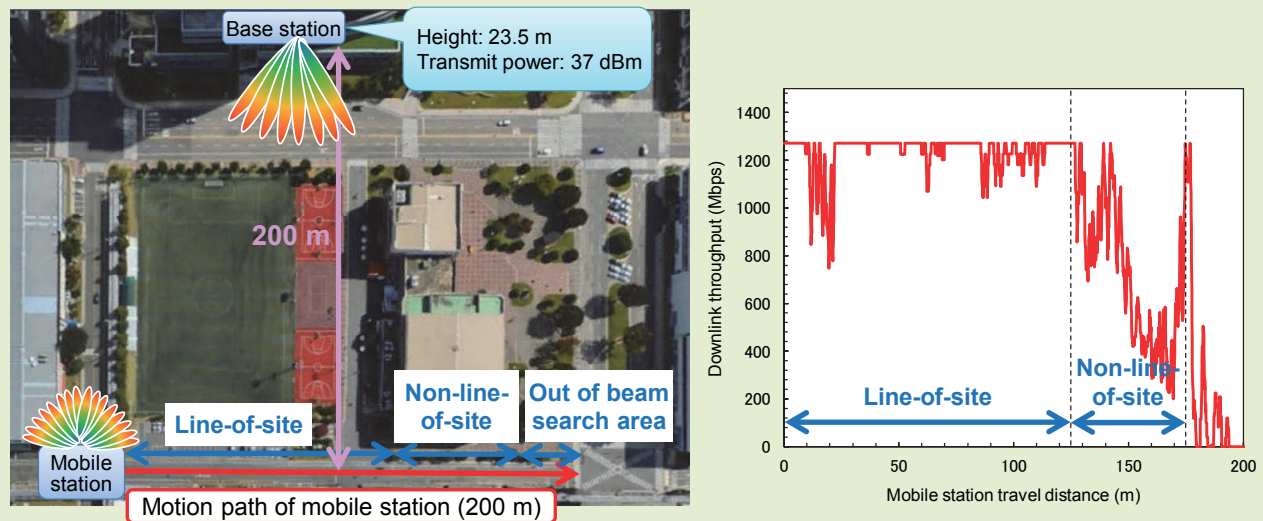 Base station
Height: 23.5 m
Transmit power: 37 dBm
200 m
Line-of-site
Non-line-
of-site
Out of beam
search area
Mobile
station
Motion path of mobile station (200 m)
Downlink throughput (Mbps)
1400
1200
1000
800
600
400
200
0
Line-of-site
Non-line-
of-site
0
50
100
150
200
Mobile station travel distance (m)